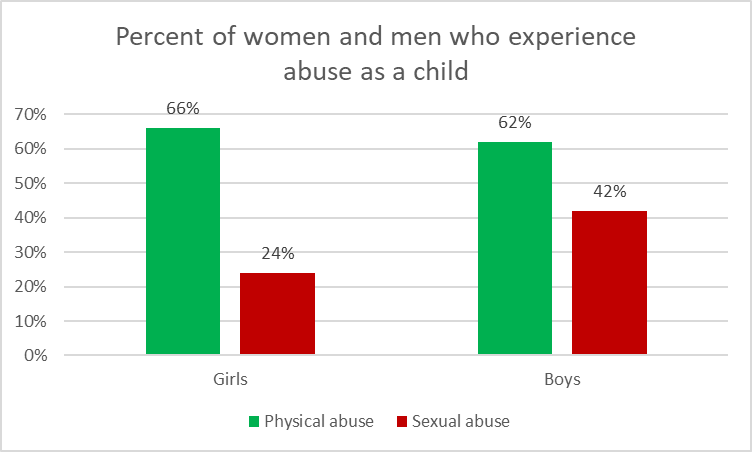 Percent of women and men who experience
abuse as a child
66%
62%
42%
24%
70%
60%
50%
40%
30%
20%
10%
0%
Girls
Boys
Physical abuse
Sexual abuse